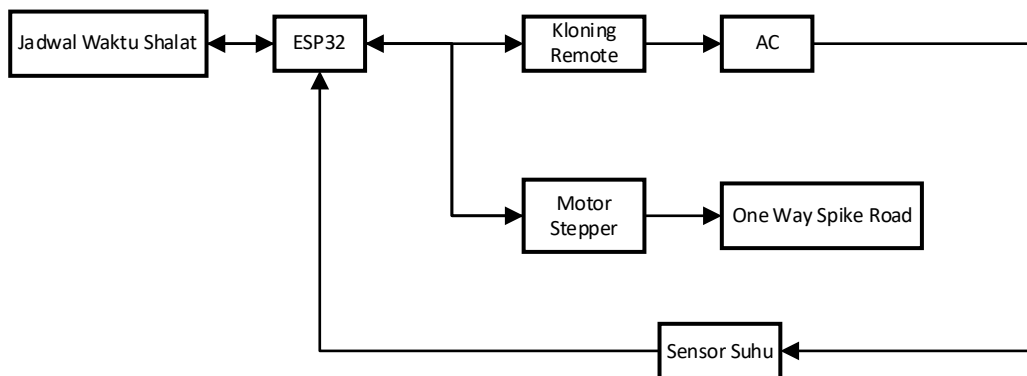 Jadwal Waktu Shalat
ESP32
Kloning
Remote
AC
Motor
Stepper
One Way Spike Road
Sensor Suhu